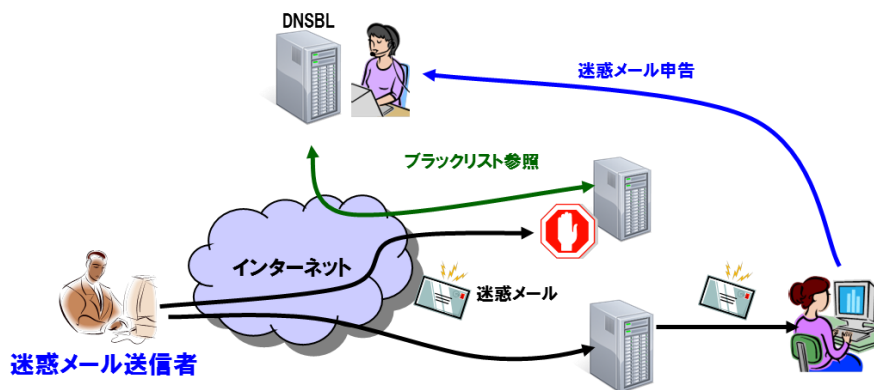 DNSBL
迷惑メール申告
ブラックリスト参照
インターネット
迷惑メール
迷惑メール送信者